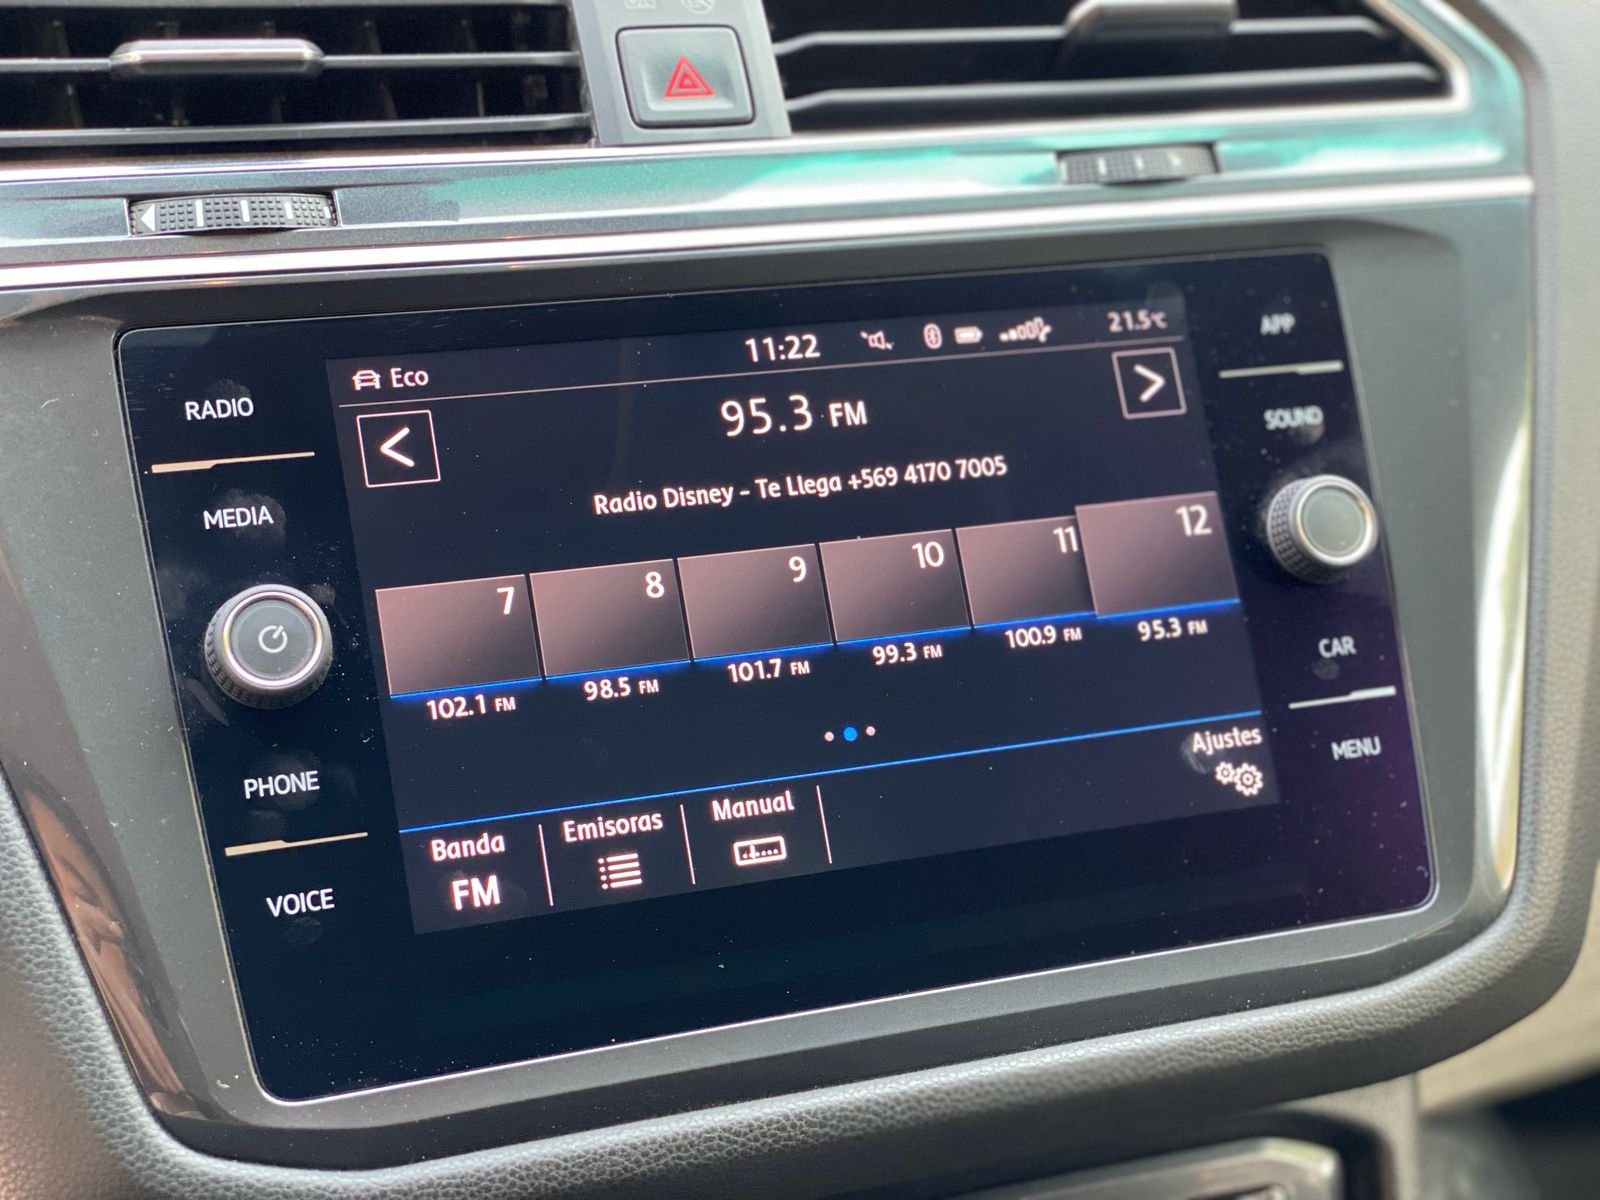 RADIO
MEDIA
PHONE
VOICE
Eco
11:22
21.5°C
95.3 FM
Radio Disney - Te Llega +569 4170 7005
7
8
9
10
11
12
102.1 FM
98.5 FM
101.7 FM
99.3 FM
100.9 FM
95.3 FM
Banda
FM
Emisoras
Manual
Ajustes
APP
SOUND
CAR
MENU